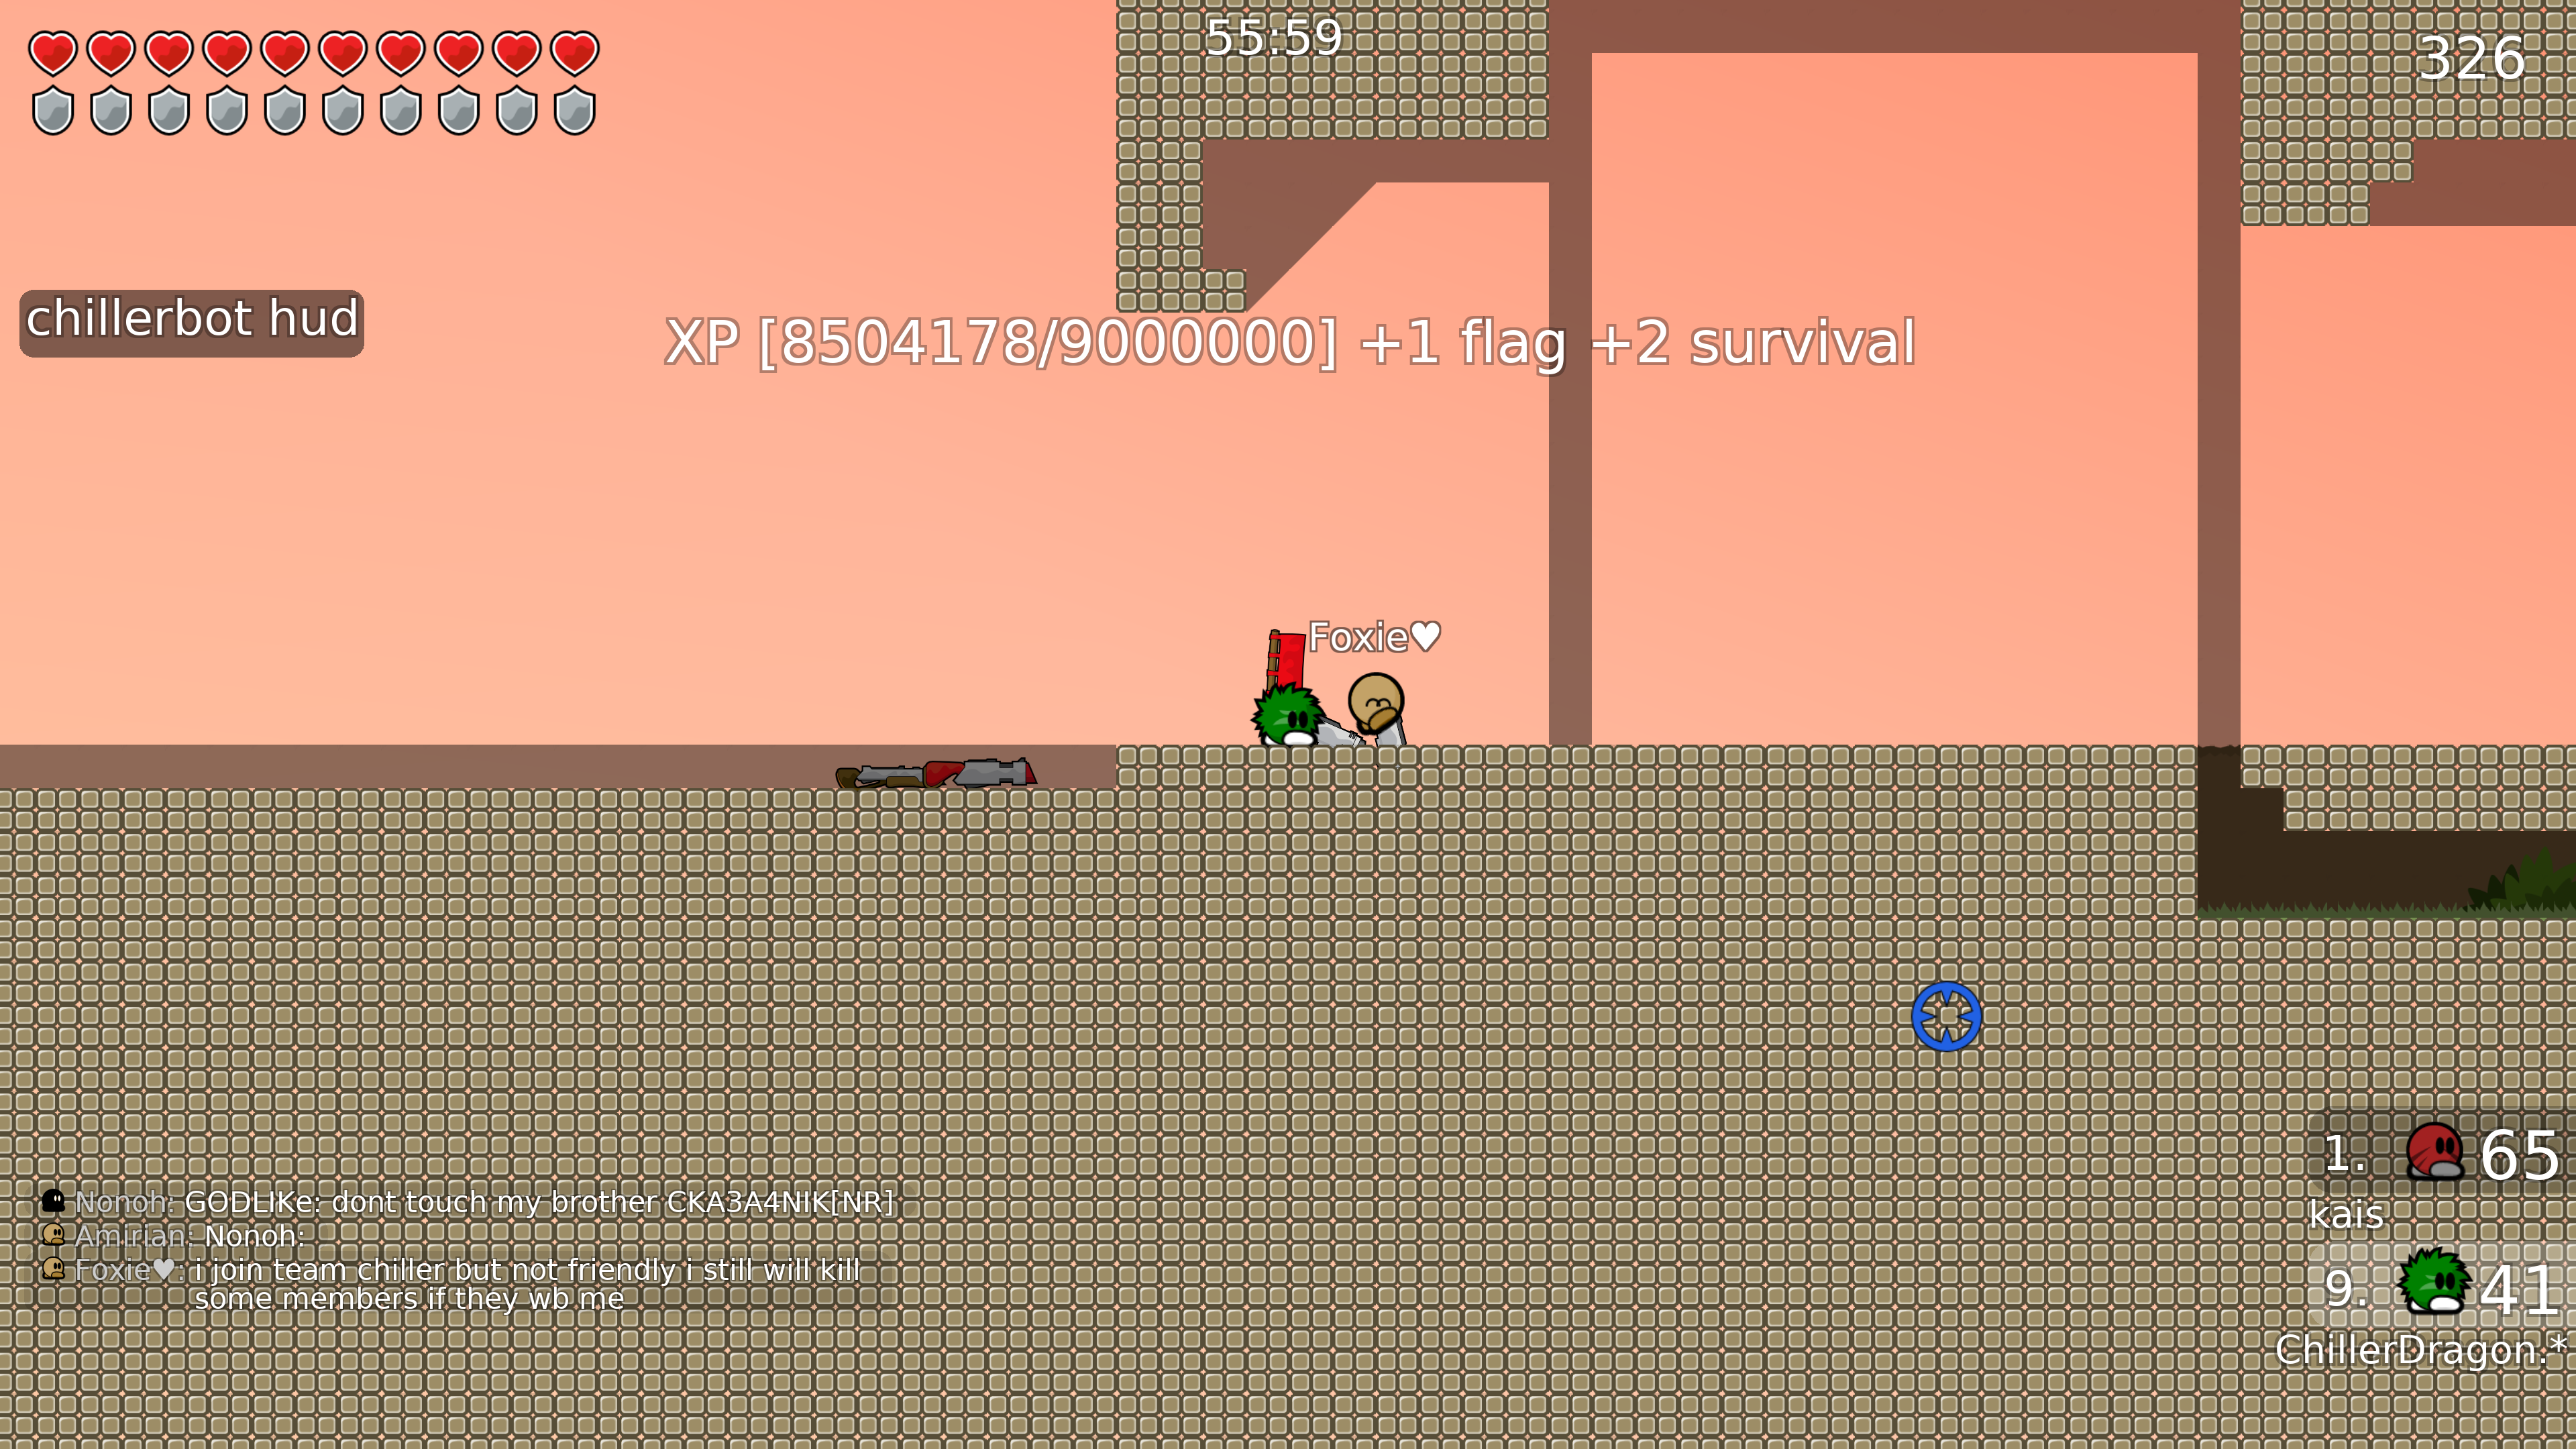 55:59
326
chillerbot hud
XP [8504178/9000000] +1 flag +2 survival
Foxie♥
1. 65
kais
Nonoh: GODLIKe: dont touch my brother CKA3A4NIK[NR]
Amirian: Nonoh:
Foxie♥: i join team chiller but not friendly i still will kill
some members if they wb me
9. 41
ChillerDragon.*